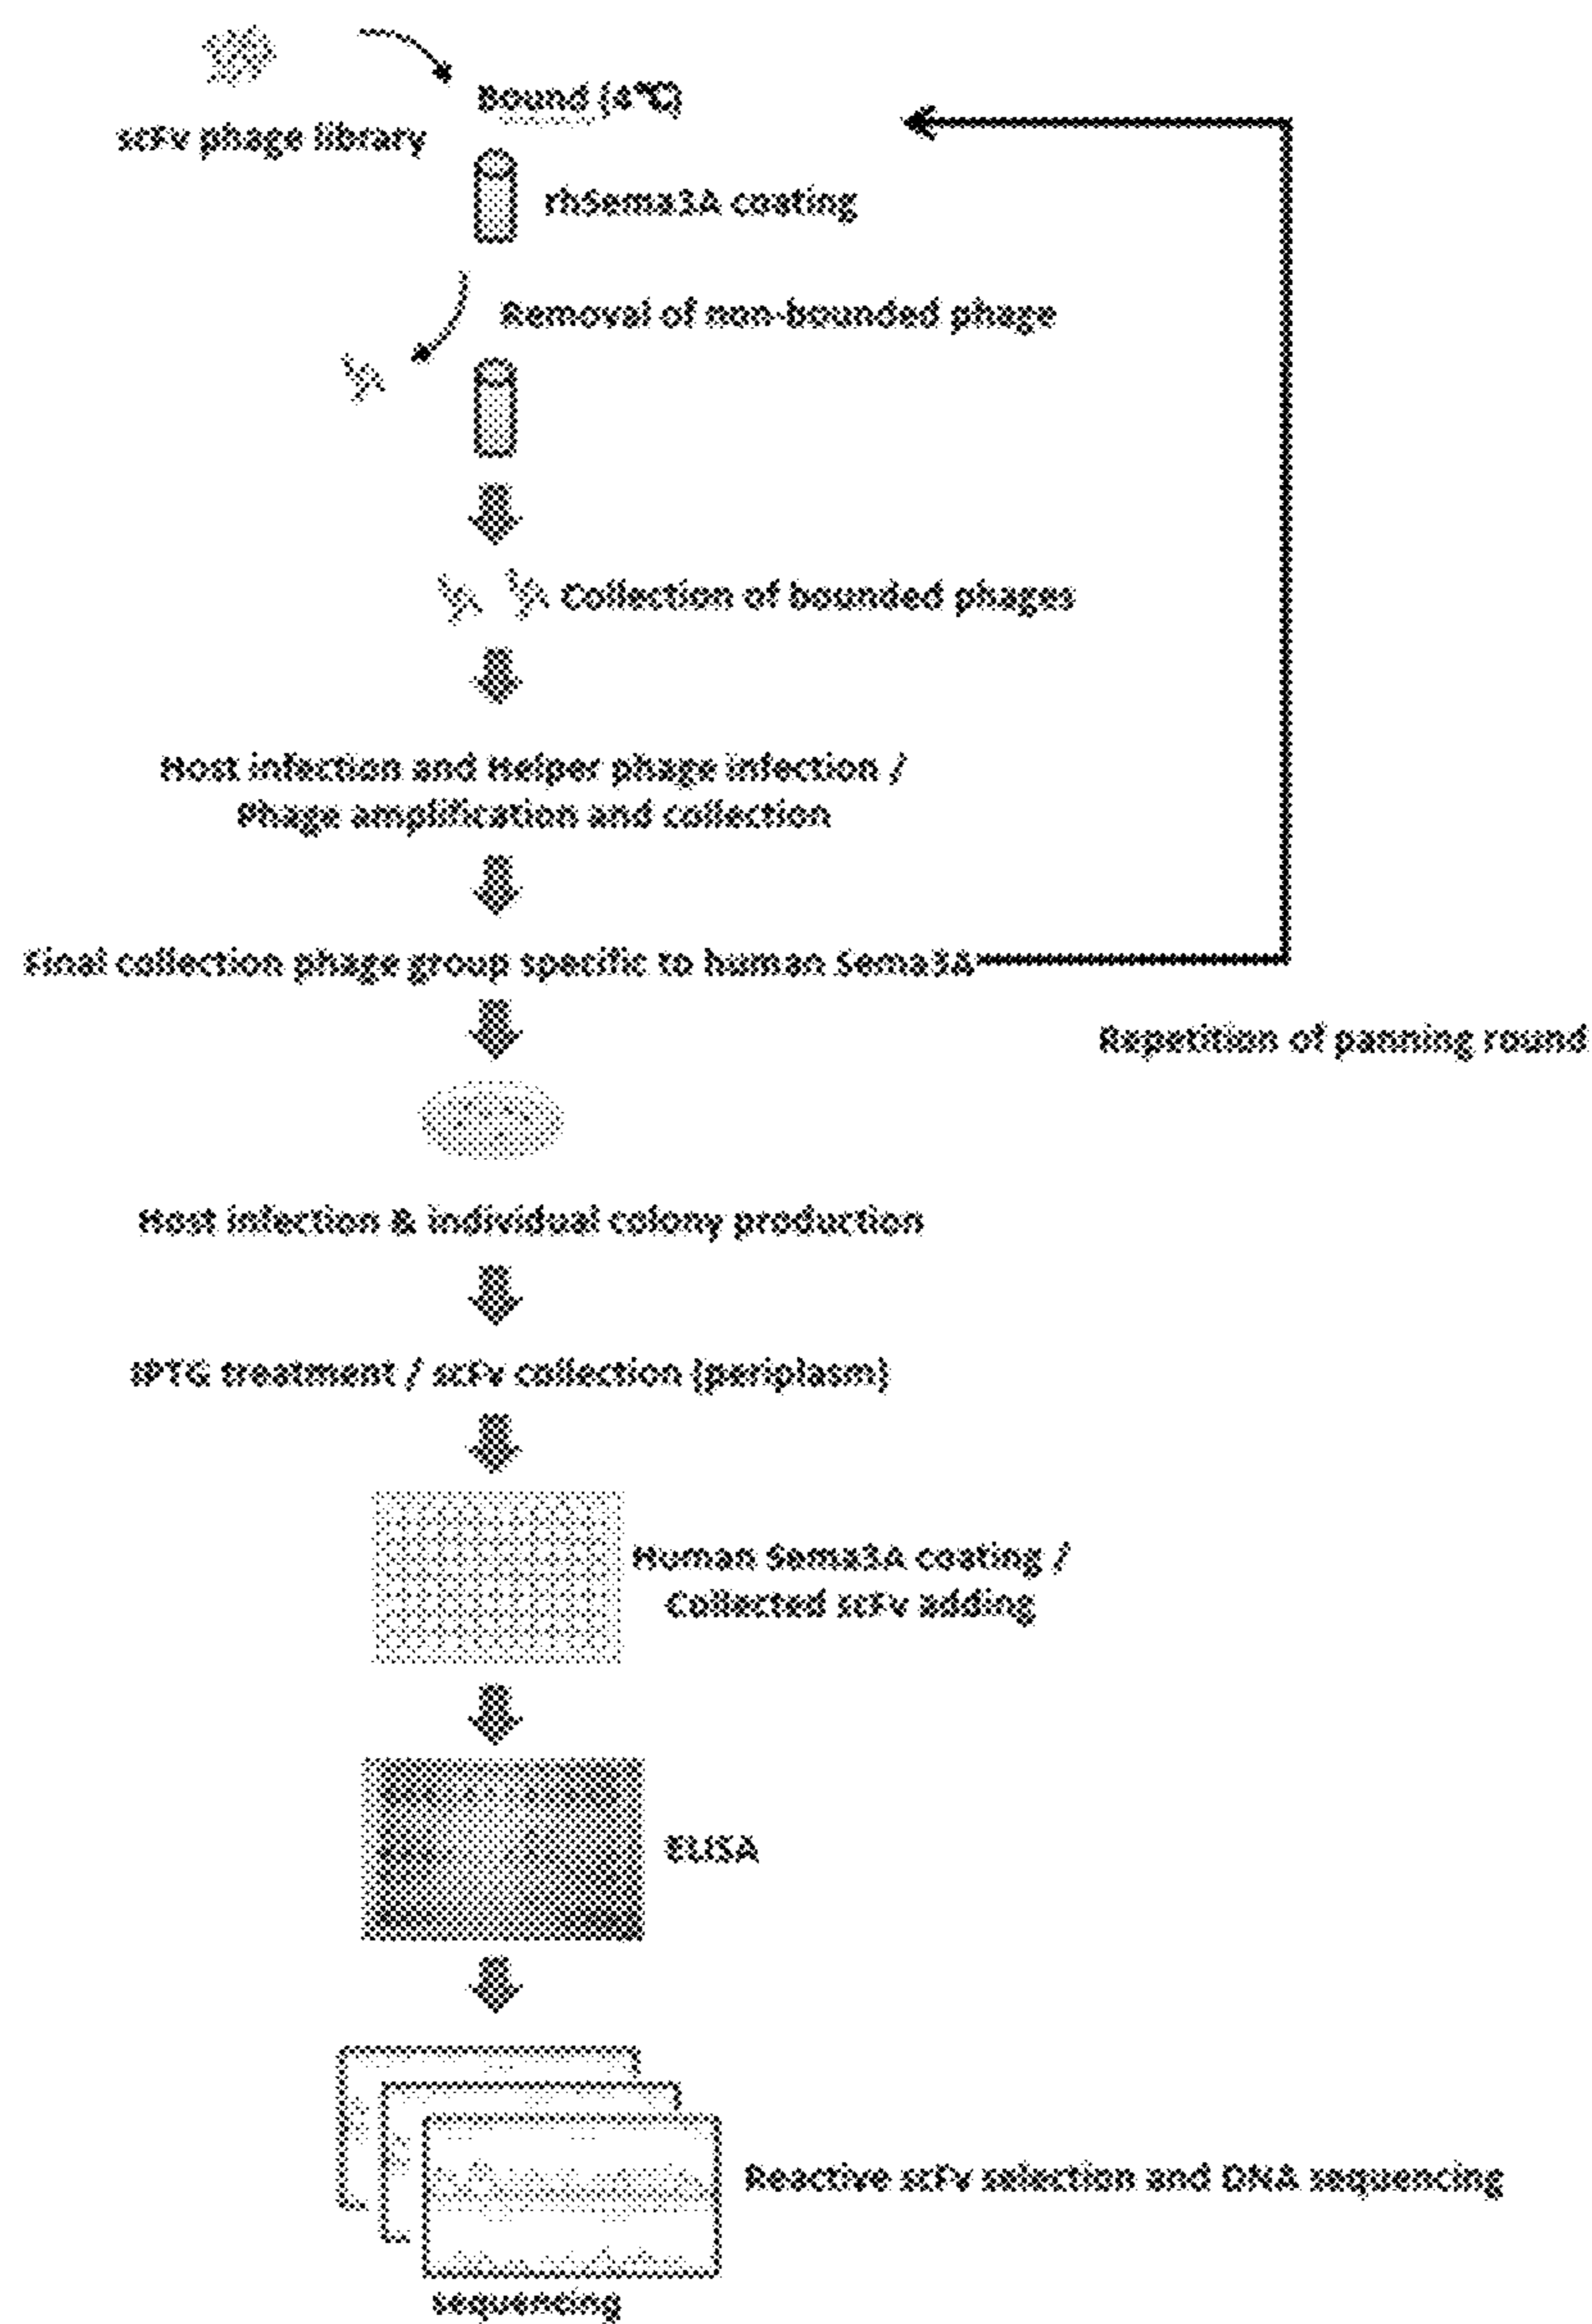 scFv phage library
Bound (4℃)
rhSema3A coating
Removal of non-bounded phage
Collection of bounded phages
Host infection and Helper phage infection /
Phage amplification and collection
Final collection phage group specific to human Sema3A
Repetition of panning round
Host infection & individual colony production
IPTG treatment / scFv collection (periplasm)
Human Sema3A coating /
Collected scFv adding
ELISA
Reactive scFv selection and DNA sequencing
sequencing